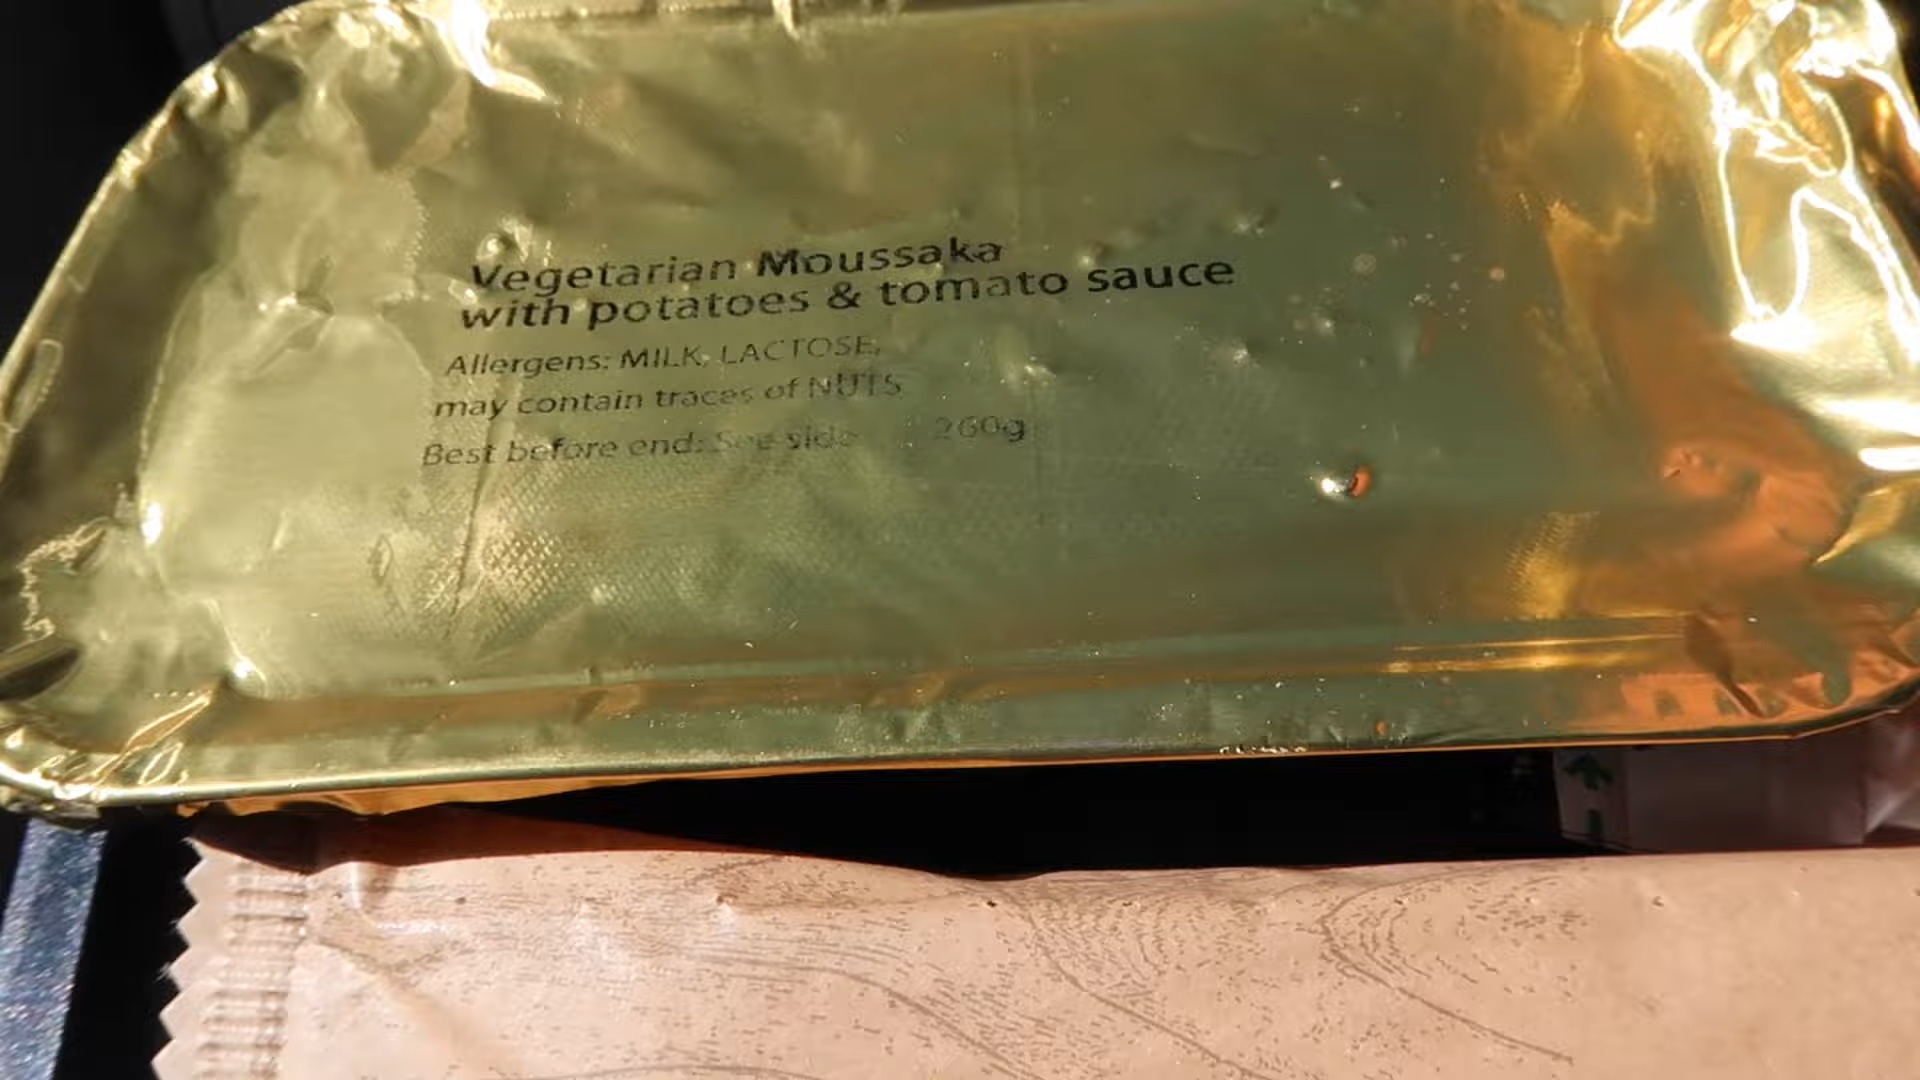 Vegetarian Moussaka
with potatoes & tomato sauce
Allergens: MILK, LACTOSE,
may contain traces of NUTS
Best before end: See side 260g